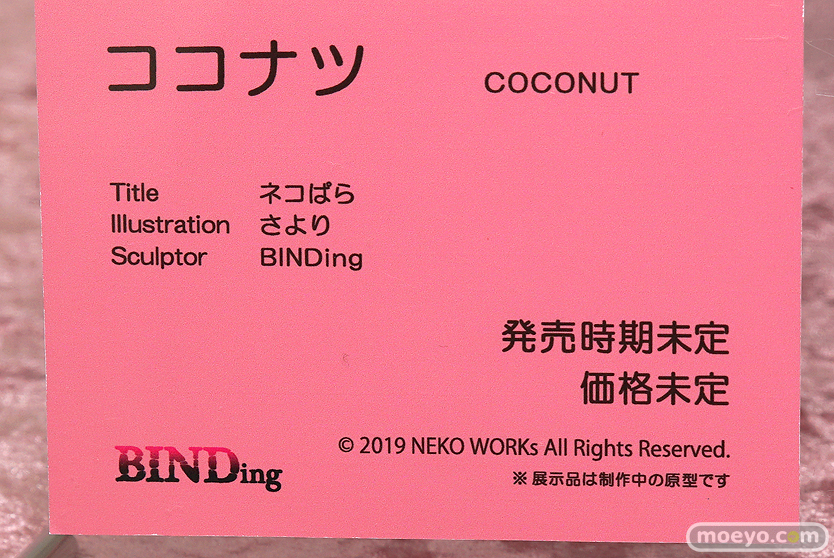 ココナツ COCONUT
Title ネコぱら
Illustration さより
Sculptor BINDing
発売時期未定
価格未定
© 2019 NEKO WORKs All Rights Reserved.
BINDing
※展示品は制作中の原型です
moeyo.com